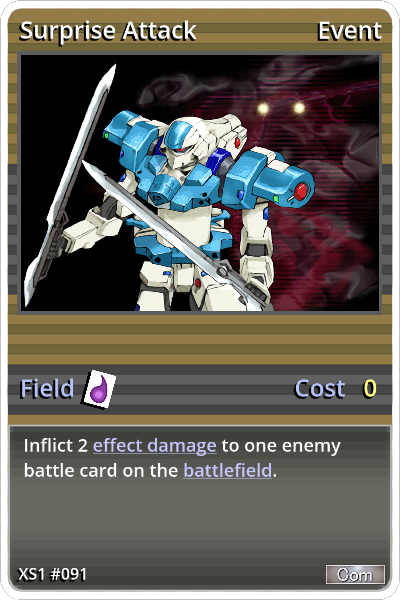 Surprise Attack Event
Field Cost 0
Inflict 2 effect damage to one enemy
battle card on the battlefield.
XS1 #091 Com